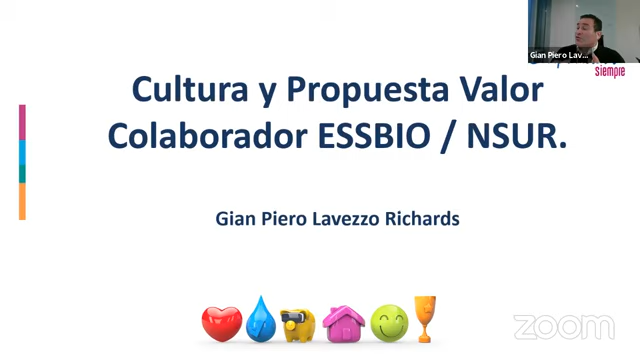 Gian Piero Lav...
siempre
Cultura y Propuesta Valor
Colaborador ESSBIO / NSUR.
Gian Piero Lavezzo Richards
zoom